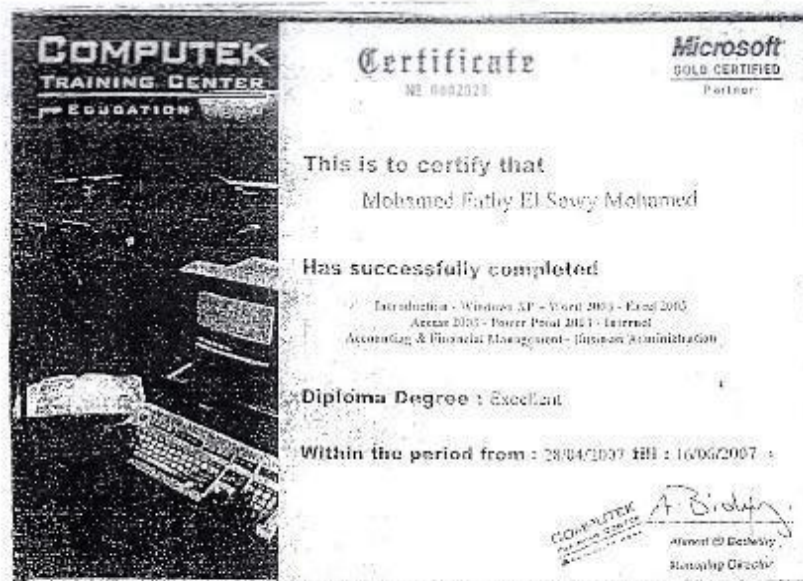 COMPUTEK
TRAINING CENTER
EDUCATION
Certificate
Microsoft
GOLD CERTIFIED
Partner
This is to certify that
Mohamed Fathy El Sawy Mohamed
Has successfully completed
Introduction - Windows XP - Word 2003 - Excel 2003
Access 2003 - Power Point 2003 - Internet
Accounting & Financial Management - Business Administration
Diploma Degree : Excellent
Within the period from : 28/04/2007 till : 16/06/2007
COMPUTEK
Ahmed El
Managing Director